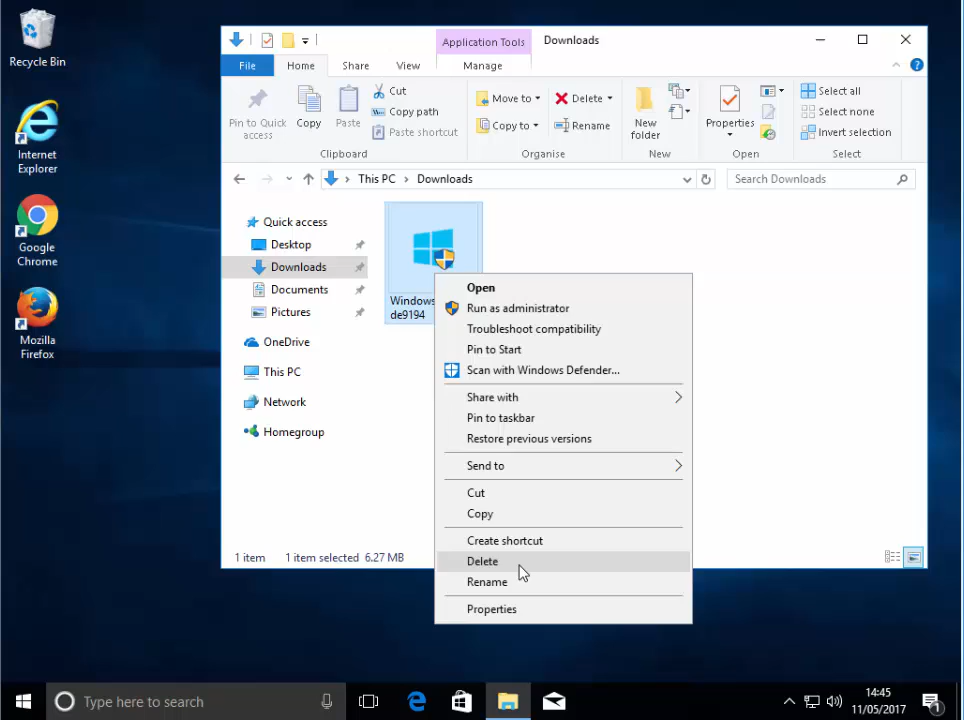 Recycle Bin
Internet
Explorer
Google
Chrome
Mozilla
Firefox
Application Tools
Downloads
File
Home
Share
View
Manage
Pin to Quick
access
Copy
Paste
Cut
Copy path
Paste shortcut
Clipboard
Move to
Copy to
Delete
Rename
Organise
New
folder
New
Properties
Open
Select all
Select none
Invert selection
Select
This PC
Downloads
Search Downloads
Quick access
Desktop
Downloads
Documents
Pictures
OneDrive
This PC
Network
Homegroup
Windows
de9194
Open
Run as administrator
Troubleshoot compatibility
Pin to Start
Scan with Windows Defender...
Share with
Pin to taskbar
Restore previous versions
Send to
Cut
Copy
Create shortcut
Delete
Rename
Properties
1 item 1 item selected 6.27 MB
Type here to search
14:45
11/05/2017
1